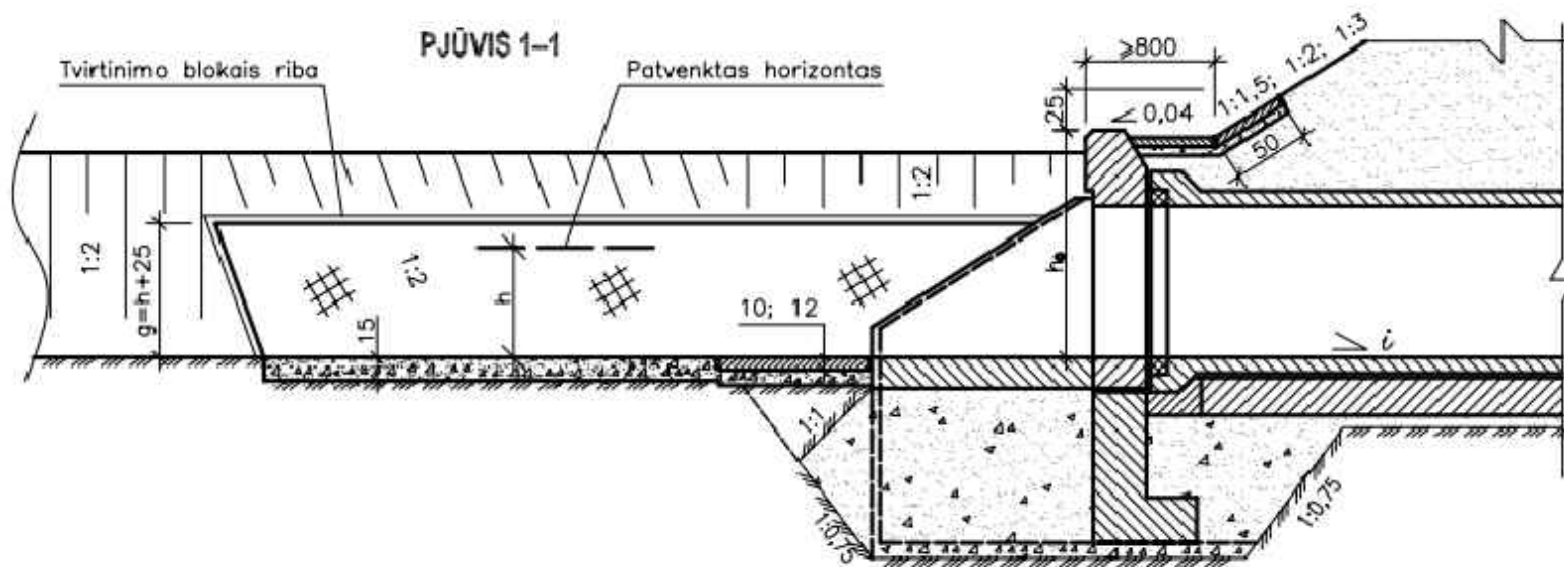 PJŪVIS 1–1
Tvirtinimo blokais riba
Patvenktas horizontas
≥800
25
< 0,04
1:1,5; 1:2; 1:3
50
1:2
1:2
g=h+25
1:2
h
15
10; 12
i
1:1
1:0,75
1:0,75